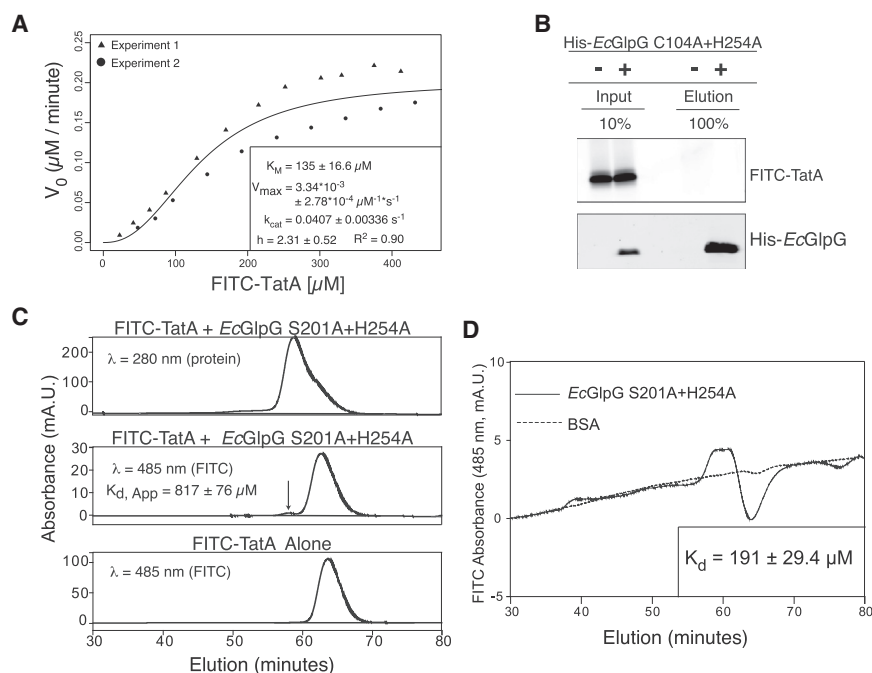 A
Experiment 1
Experiment 2
0.25
0.20
0.15
0.10
0.05
0.00
V0 (µM / minute)
KM = 135 ± 16.6 µM
Vmax = 3.34*10-3
± 2.78*10-4 µM-1*s-1
kcat = 0.0407 ± 0.00336 s-1
h = 2.31 ± 0.52 R2 = 0.90
0 100 200 300 400
FITC-TatA [µM]
B
His-EcGlpG C104A+H254A
- + - +
Input Elution
10% 100%
FITC-TatA
His-EcGlpG
C
FITC-TatA + EcGlpG S201A+H254A
λ = 280 nm (protein)
200
100
0
FITC-TatA + EcGlpG S201A+H254A
λ = 485 nm (FITC)
Kd, App = 817 ± 76 µM
30
20
10
0
FITC-TatA Alone
λ = 485 nm (FITC)
100
50
0
Absorbance (mA.U.)
30 40 50 60 70 80
Elution (minutes)
D
EcGlpG S201A+H254A
BSA
10
5
0
-5
FITC Absorbance (485 nm, mA.U.)
Kd = 191 ± 29.4 µM
30 40 50 60 70 80
Elution (minutes)